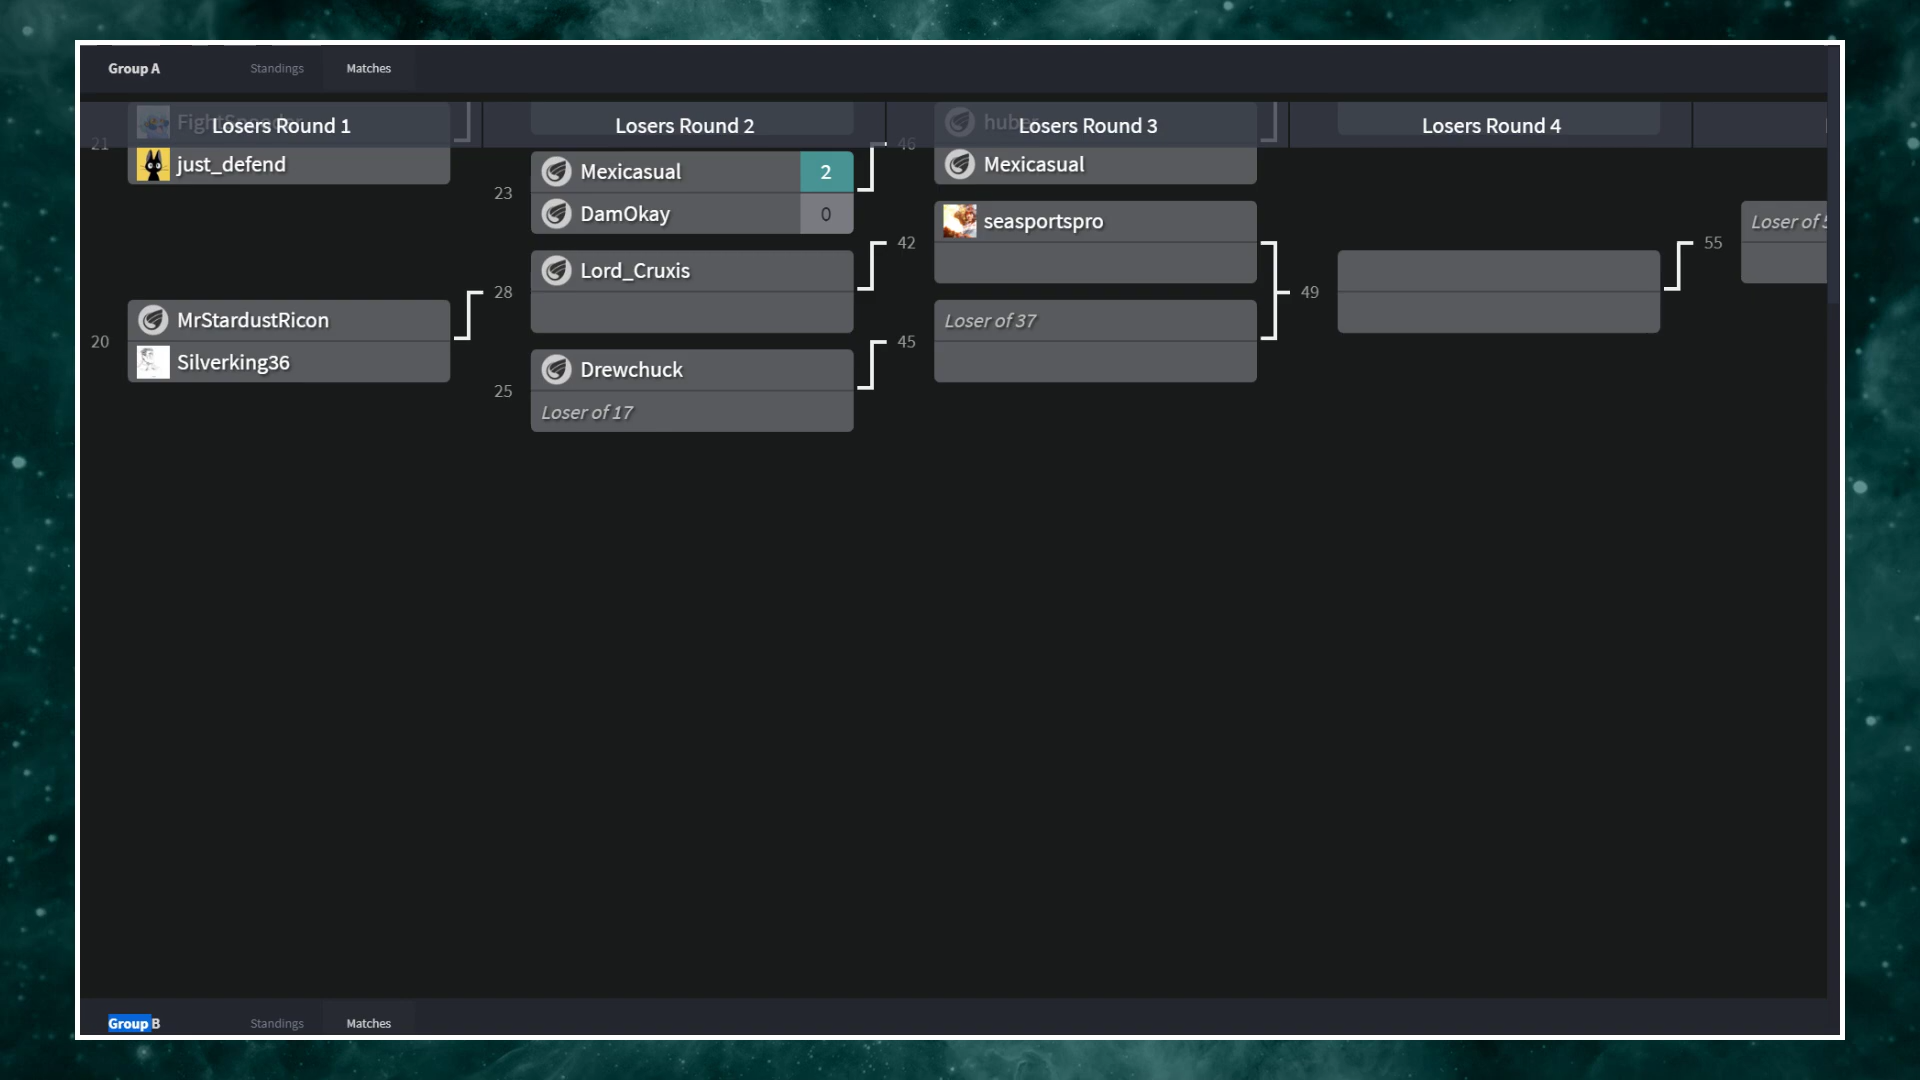 Group A Standings Matches
Losers Round 1 Losers Round 2 Losers Round 3 Losers Round 4
21 just_defend
46 Mexicasual
23 Mexicasual 2
DamOkay 0
42 seasportspro
55
28 Lord_Cruxis
49
20 MrStardustRicon
Silverking36
45 Loser of 37
25 Drewchuck
Loser of 17
Group B Standings Matches